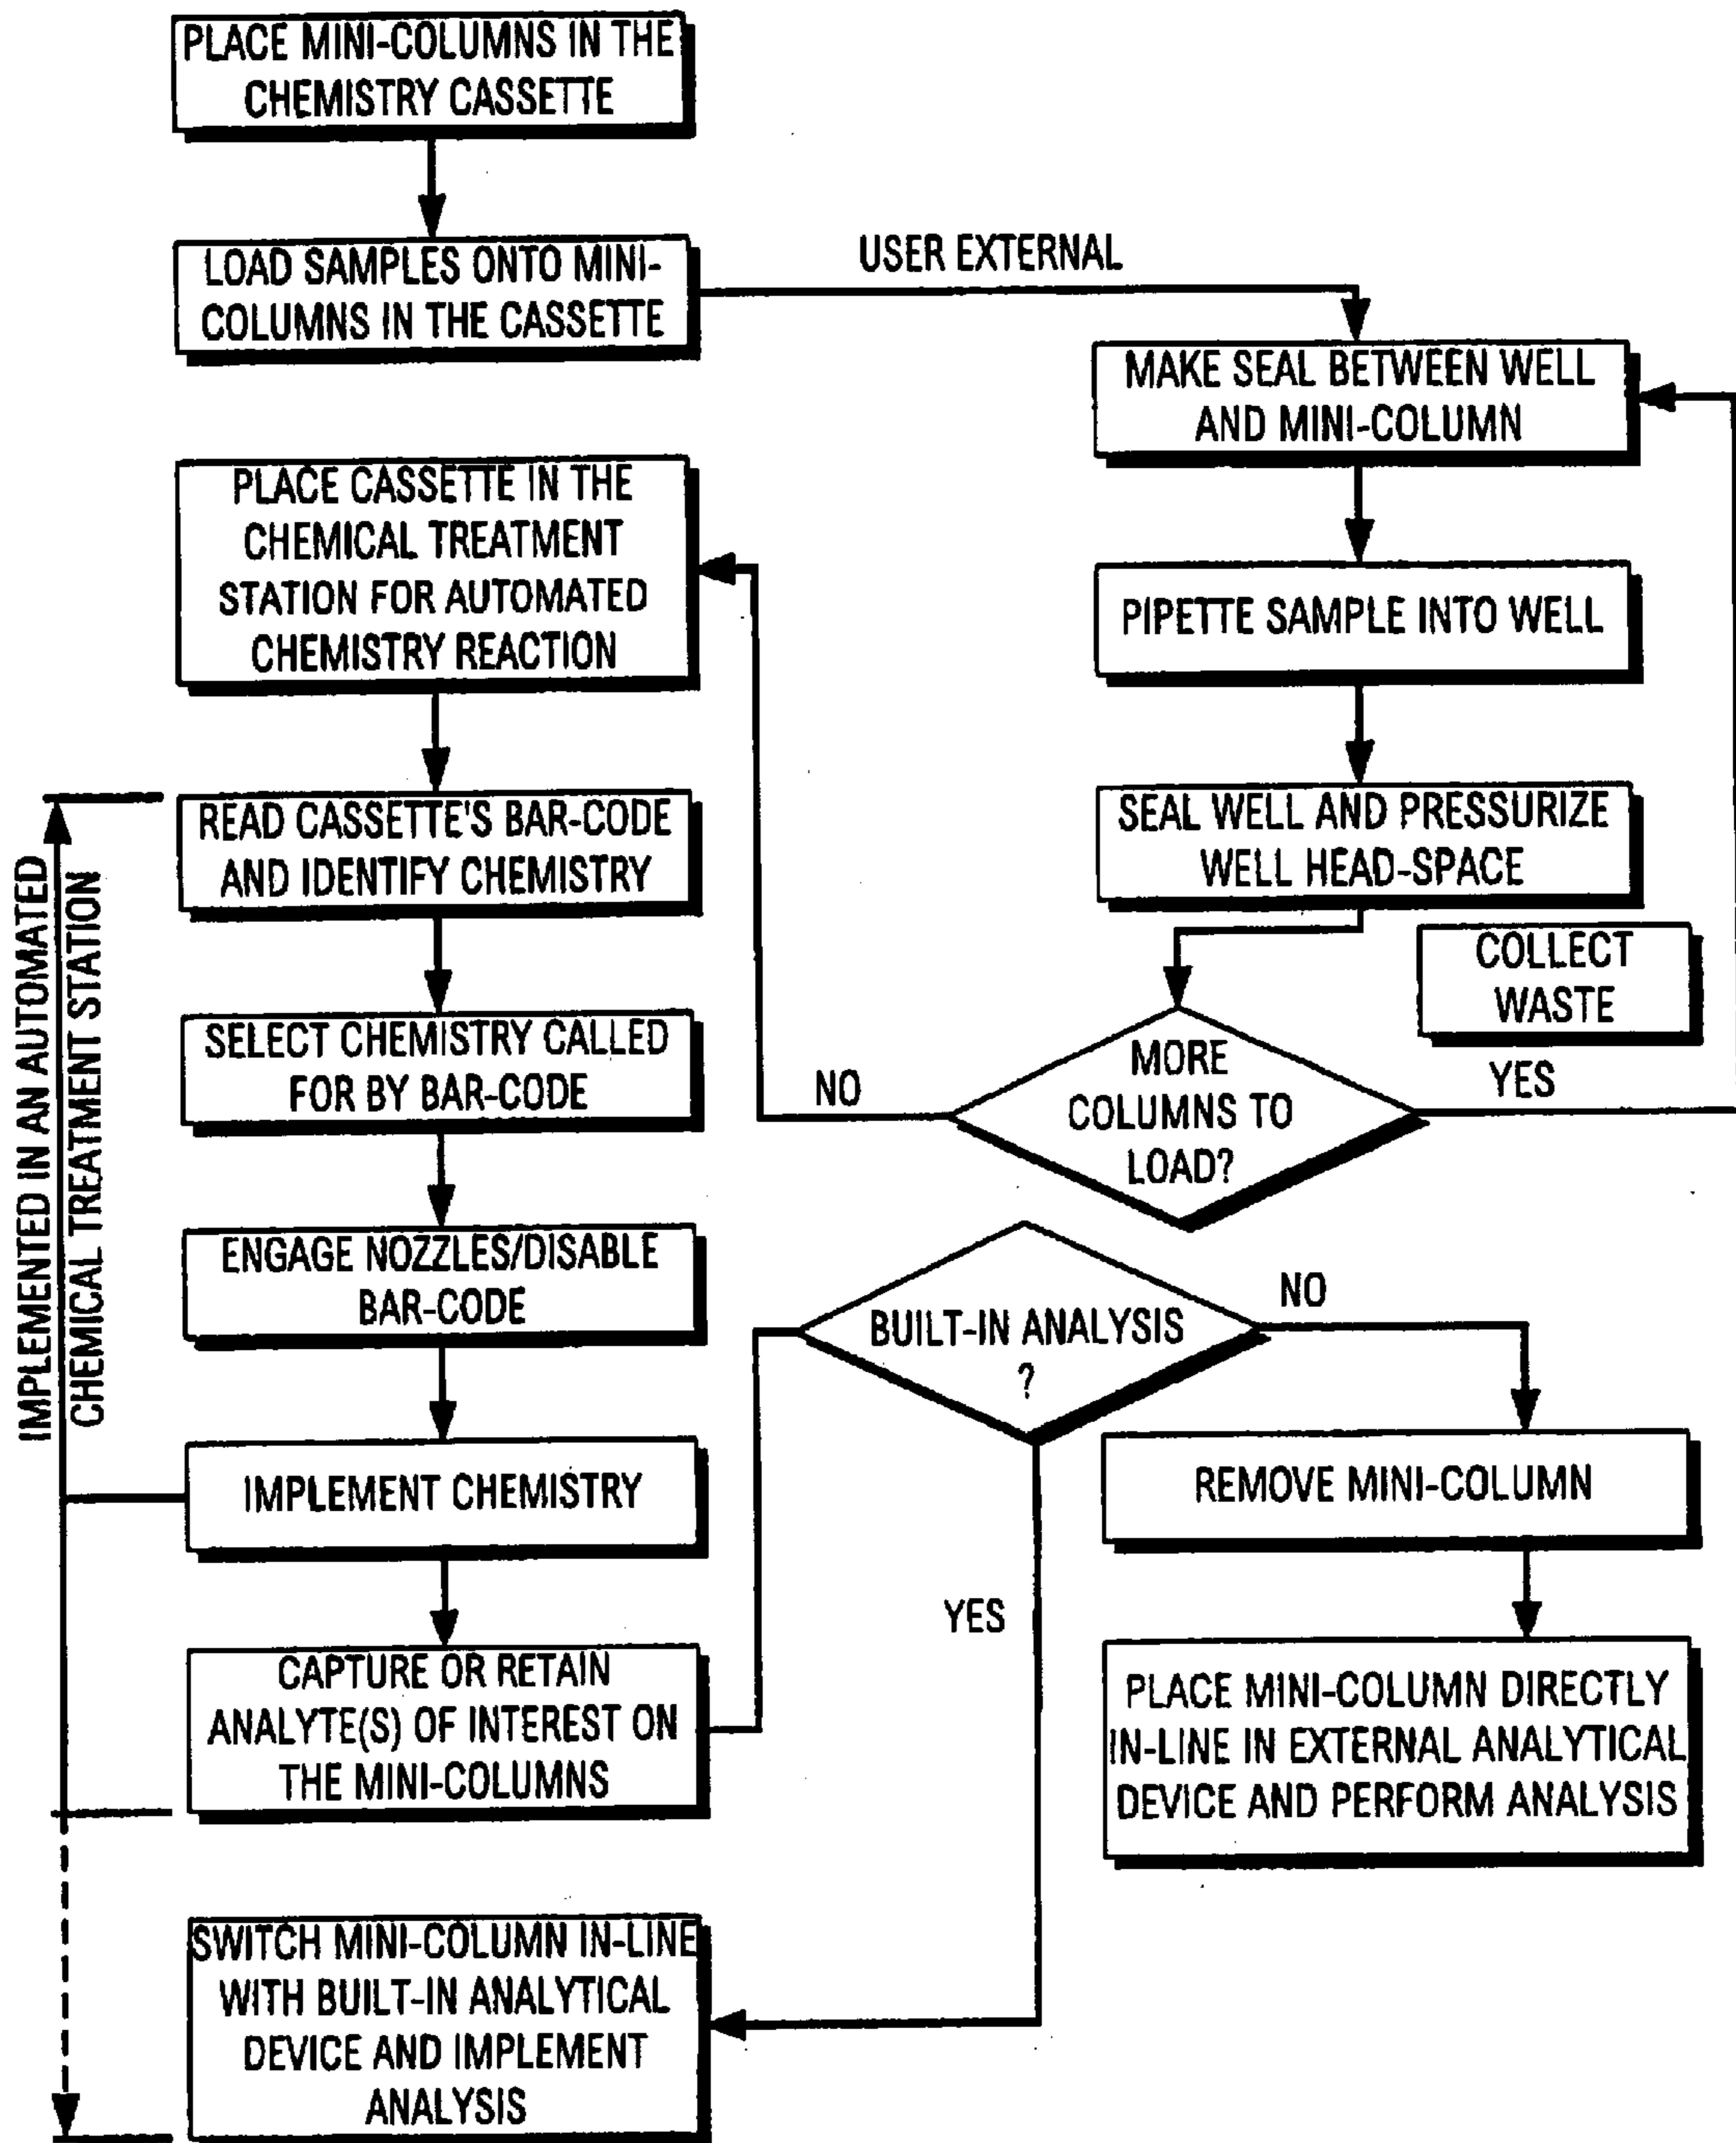 PLACE MINI-COLUMNS IN THE
CHEMISTRY CASSETTE
LOAD SAMPLES ONTO MINI-
COLUMNS IN THE CASSETTE
USER EXTERNAL
MAKE SEAL BETWEEN WELL
AND MINI-COLUMN
PIPETTE SAMPLE INTO WELL
SEAL WELL AND PRESSURIZE
WELL HEAD-SPACE
COLLECT
WASTE
MORE
COLUMNS TO
LOAD?
YES
NO
PLACE CASSETTE IN THE
CHEMICAL TREATMENT
STATION FOR AUTOMATED
CHEMISTRY REACTION
READ CASSETTE'S BAR-CODE
AND IDENTIFY CHEMISTRY
SELECT CHEMISTRY CALLED
FOR BY BAR-CODE
ENGAGE NOZZLES/DISABLE
BAR-CODE
IMPLEMENT CHEMISTRY
CAPTURE OR RETAIN
ANALYTE(S) OF INTEREST ON
THE MINI-COLUMNS
IMPLEMENTED IN AN AUTOMATED
CHEMICAL TREATMENT STATION
BUILT-IN ANALYSIS
?
NO
REMOVE MINI-COLUMN
PLACE MINI-COLUMN DIRECTLY
IN-LINE IN EXTERNAL ANALYTICAL
DEVICE AND PERFORM ANALYSIS
YES
SWITCH MINI-COLUMN IN-LINE
WITH BUILT-IN ANALYTICAL
DEVICE AND IMPLEMENT
ANALYSIS